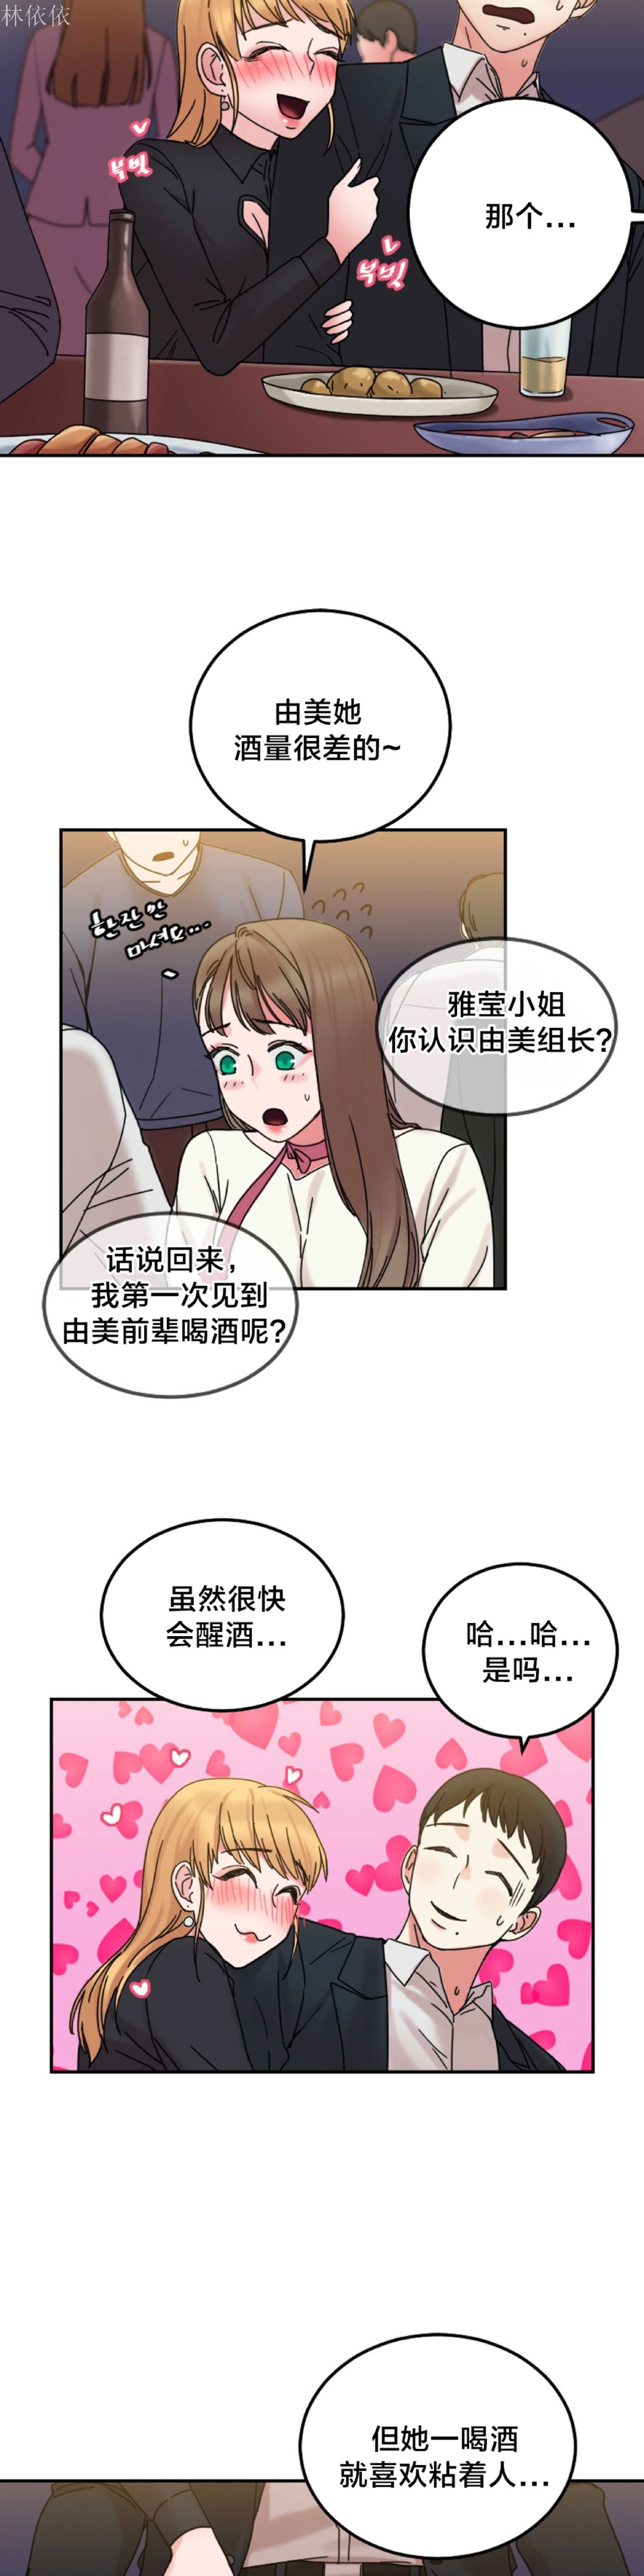 林依依
부빗
那个...
부빗
由美她
酒量很差的~
한잔만
마셔라...
雅莹小姐
你认识由美组长?
话说回来,
我第一次见到
由美前辈喝酒呢?
虽然很快
会醒酒...
哈...哈...
是吗...
但她一喝酒
就喜欢粘着人...